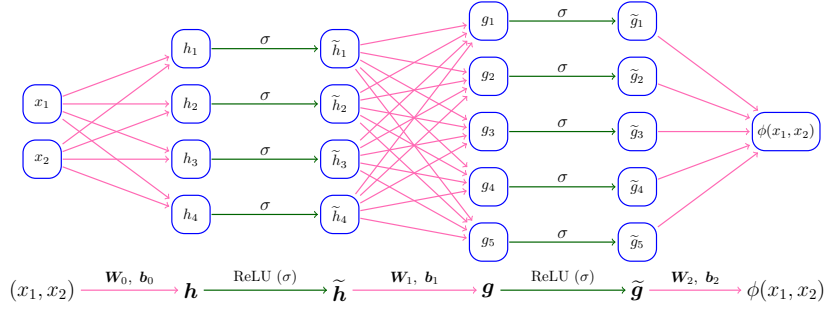 g₁ σ g̃₁
h₁ σ h̃₁
g₂ σ g̃₂
x₁ h₂ σ h̃₂
g₃ σ g̃₃ ϕ(x₁, x₂)
x₂ h₃ σ h̃₃
g₄ σ g̃₄
h₄ σ h̃₄
g₅ σ g̃₅
(x₁, x₂) W₀, b₀ h ReLU (σ) h̃ W₁, b₁ g ReLU (σ) g̃ W₂, b₂ ϕ(x₁, x₂)